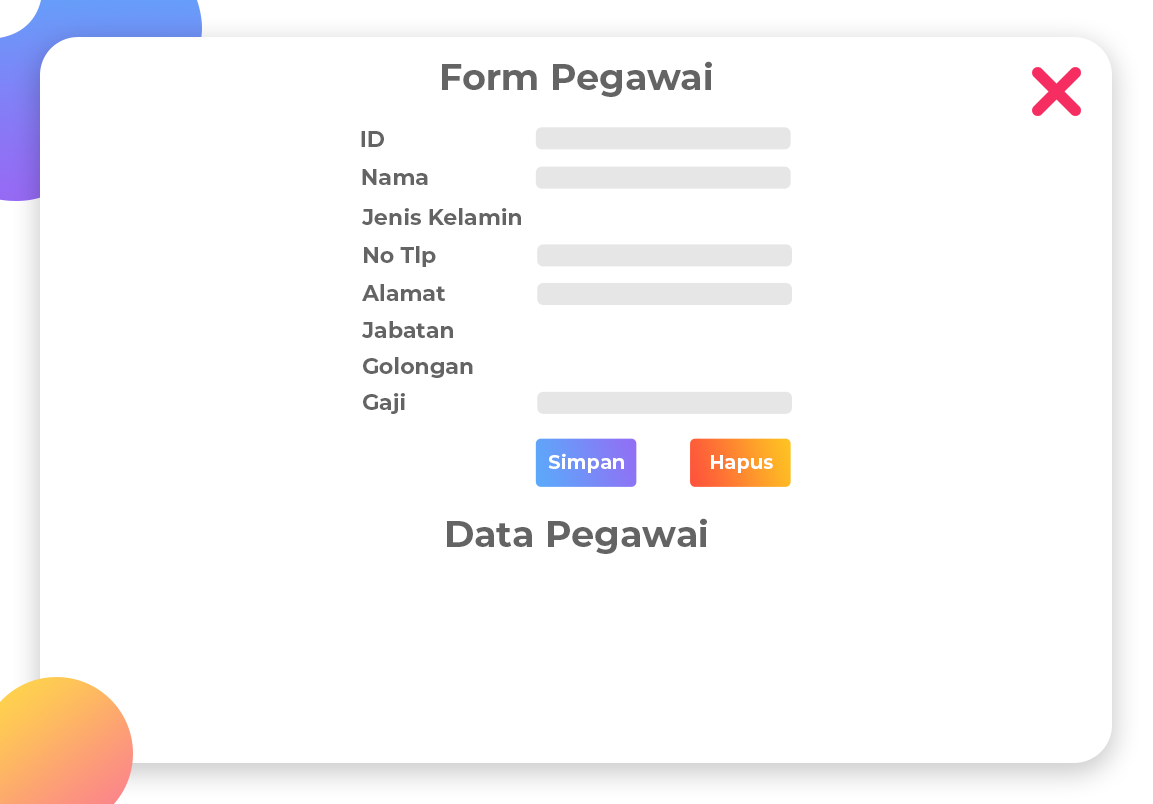 Form Pegawai
ID
Nama
Jenis Kelamin
No Tlp
Alamat
Jabatan
Golongan
Gaji
Simpan Hapus
Data Pegawai